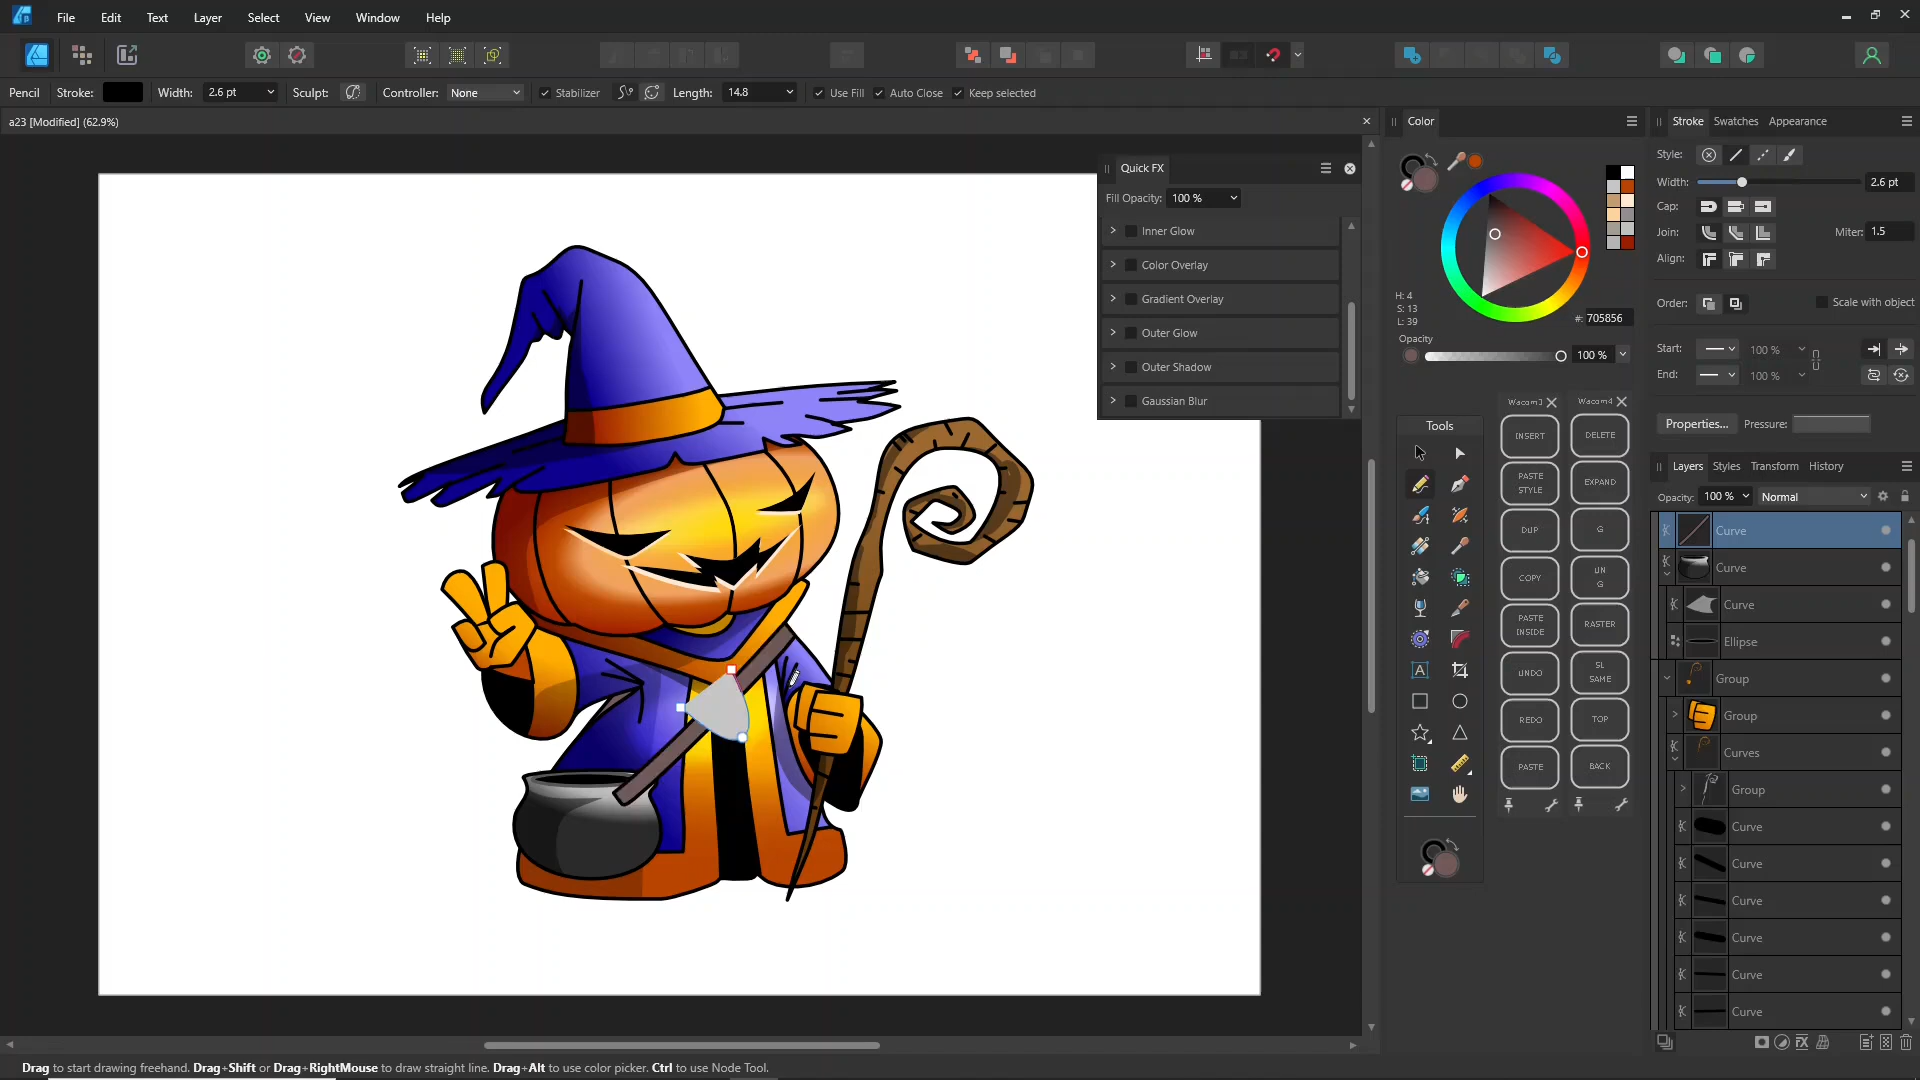 File Edit Text Layer Select View Window Help
Pencil Stroke: Width: 2.6 pt Sculpt: Controller: None Stabilizer Length: 14.8 Use Fill Auto Close Keep selected
a23 [Modified] (62.9%)
Quick FX
Fill Opacity: 100 %
Inner Glow
Color Overlay
Gradient Overlay
Outer Glow
Outer Shadow
Gaussian Blur
Color
H: 4
S: 13
L: 39
#: 705856
Opacity
100 %
Stroke Swatches Appearance
Style:
Width: 2.6 pt
Cap:
Join: Miter: 1.5
Align:
Order: Scale with object
Start: 100 %
End: 100 %
Properties... Pressure:
Tools
Wacom3
INSERT
PASTE
STYLE
DUP
COPY
PASTE
INSIDE
UNDO
REDO
PASTE
Wacom4
DELETE
EXPAND
G
UN
G
RASTER
SL
SAME
TOP
BACK
Layers Styles Transform History
Opacity: 100 % Normal
Curve
Curve
Curve
Ellipse
Group
Group
Curves
Group
Curve
Curve
Curve
Curve
Curve
Curve
Drag to start drawing freehand. Drag+Shift or Drag+RightMouse to draw straight line. Drag+Alt to use color picker. Ctrl to use Node Tool.